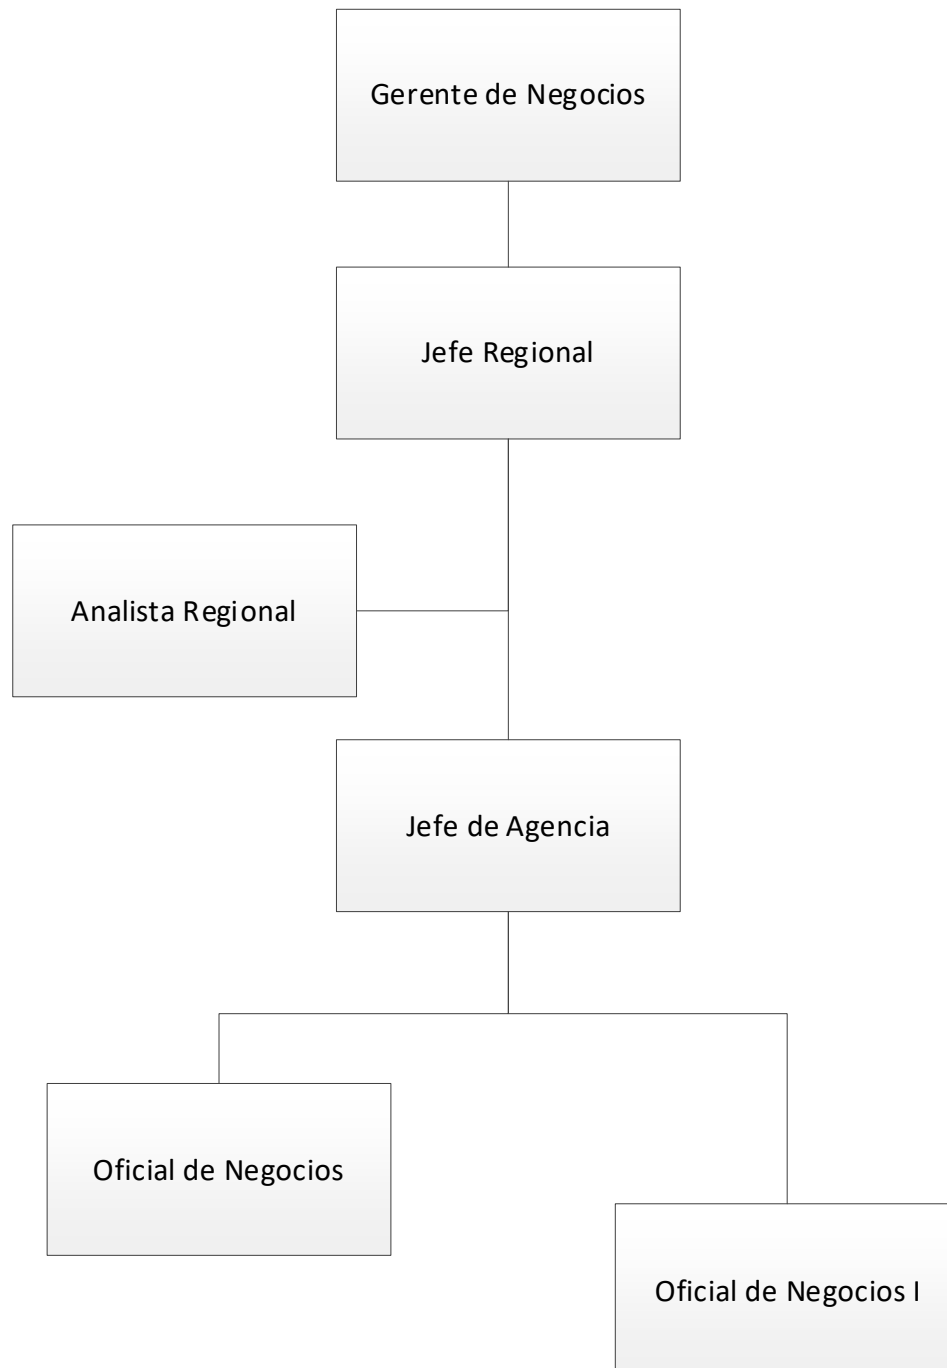 Gerente de Negocios
Jefe Regional
Analista Regional
Jefe de Agencia
Oficial de Negocios
Oficial de Negocios I